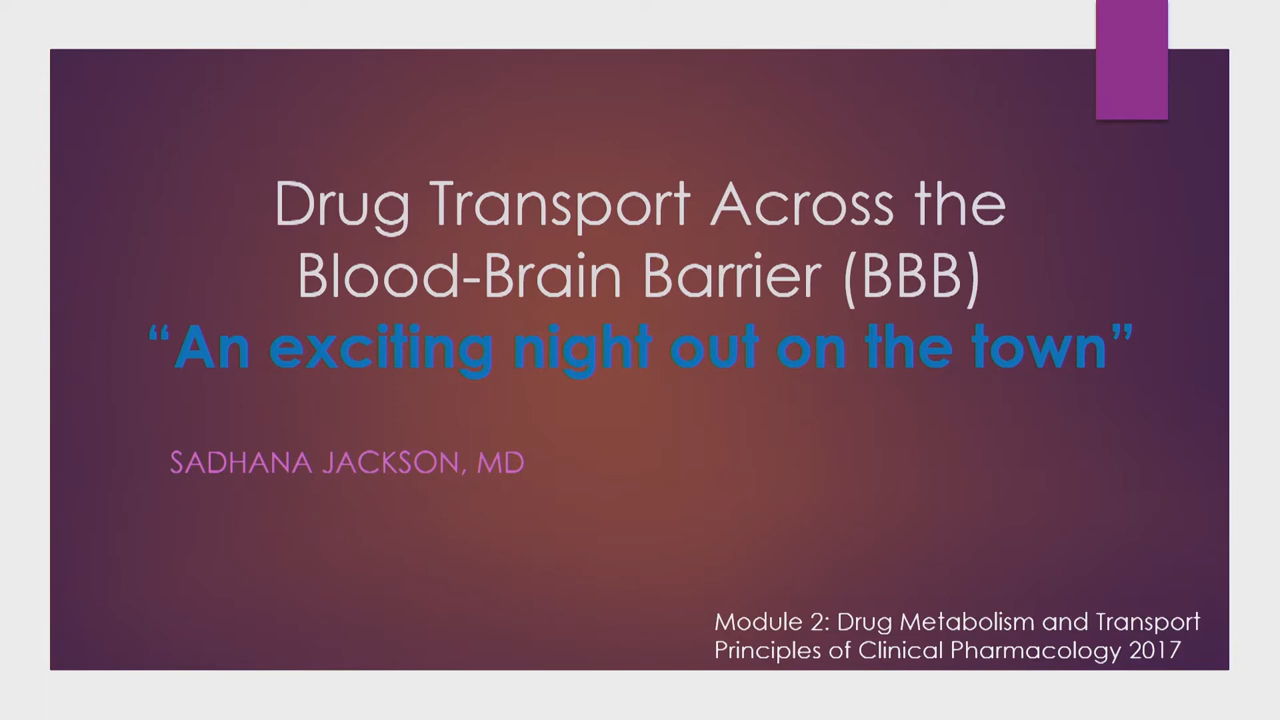 Drug Transport Across the
Blood-Brain Barrier (BBB)
“An exciting night out on the town”
SADHANA JACKSON, MD
Module 2: Drug Metabolism and Transport
Principles of Clinical Pharmacology 2017